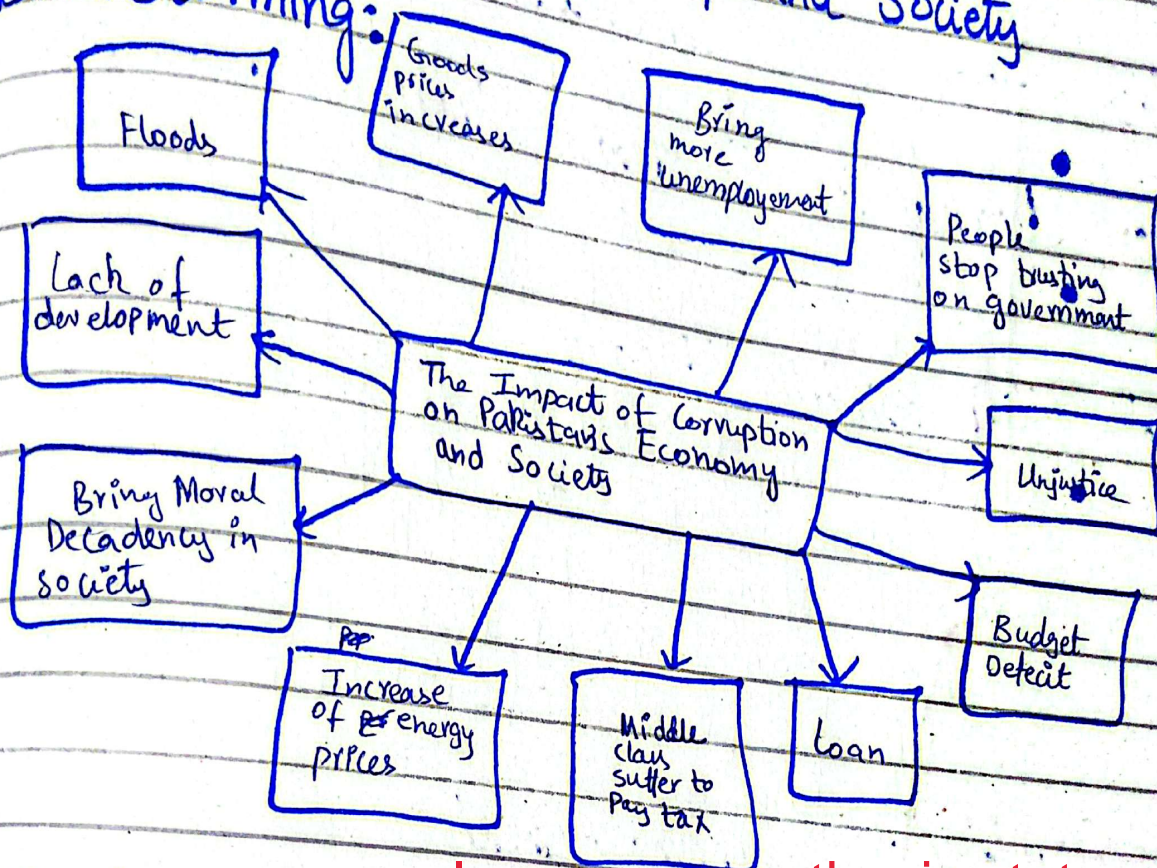 Society
Goods
prices
increases
Floods
Bring
more
unemployement
People
stop trusting
on government
Lack of
development
The Impact of Corruption
on Pakistan's Economy
and Society
Unjustice
Bring Moral
Decadency in
society
Budget
Defecit
Increase
of energy
prices
Middle
class
suffer to
pay tax
Loan